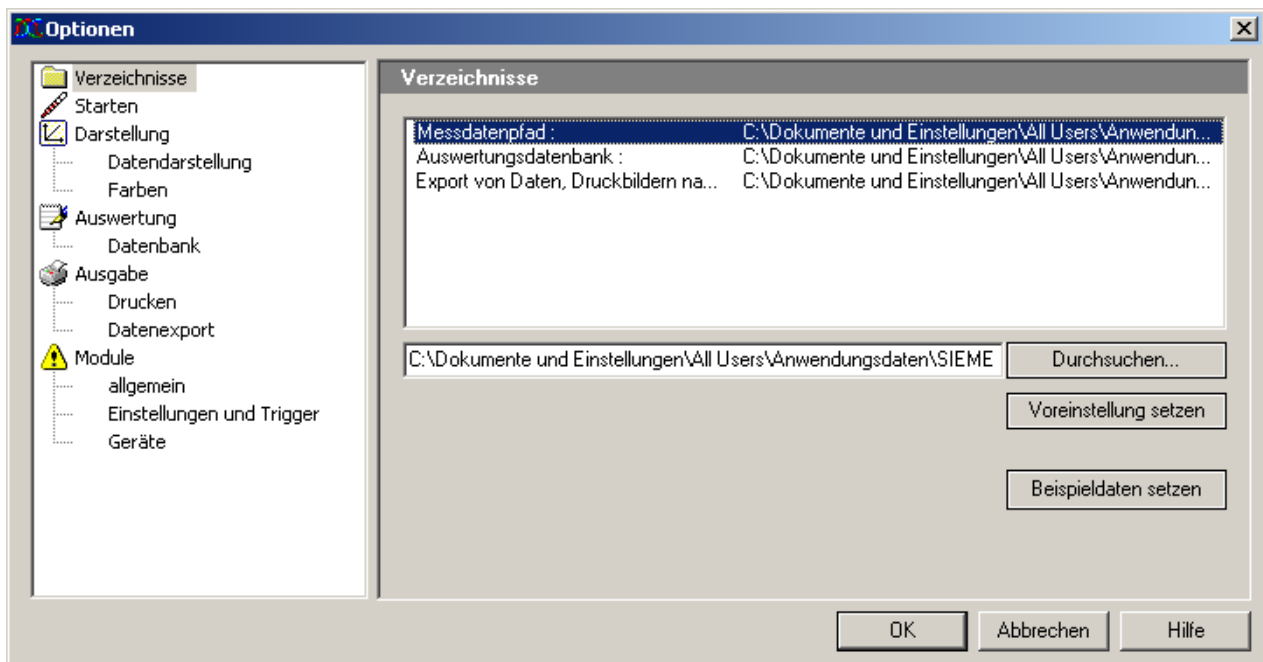 Optionen
Verzeichnisse
Starten
Darstellung
Datendarstellung
Farben
Auswertung
Datenbank
Ausgabe
Drucken
Datenexport
Module
allgemein
Einstellungen und Trigger
Geräte
Verzeichnisse
Messdatenpfad : C:\Dokumente und Einstellungen\All Users\Anwendun...
Auswertungsdatenbank : C:\Dokumente und Einstellungen\All Users\Anwendun...
Export von Daten, Druckbildern na... C:\Dokumente und Einstellungen\All Users\Anwendun...
C:\Dokumente und Einstellungen\All Users\Anwendungsdaten\SIEME
Durchsuchen...
Voreinstellung setzen
Beispieldaten setzen
OK
Abbrechen
Hilfe